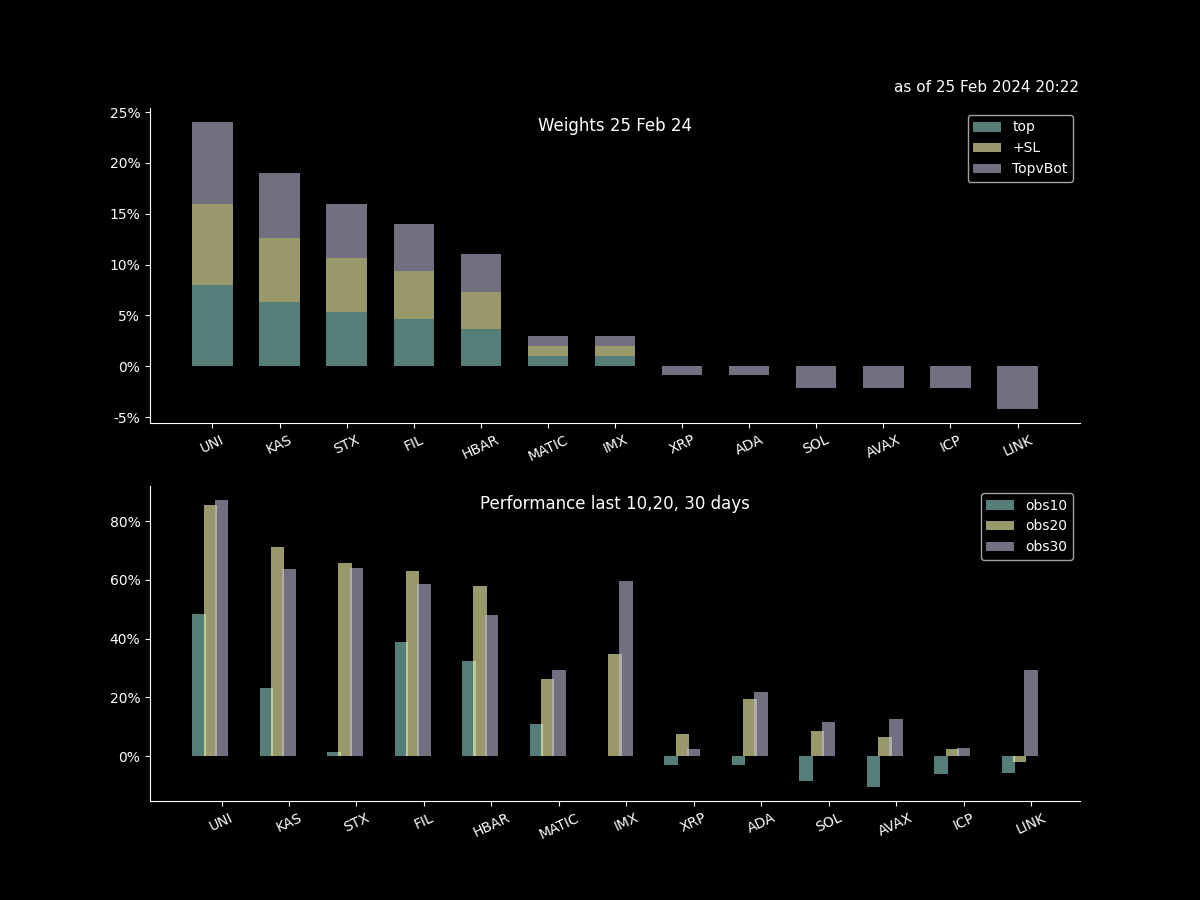 as of 25 Feb 2024 20:22
Weights 25 Feb 24
top
+SL
TopvBot
25%
20%
15%
10%
5%
0%
-5%
UNI KAS STX FIL HBAR MATIC IMX XRP ADA SOL AVAX ICP LINK
Performance last 10,20, 30 days
obs10
obs20
obs30
80%
60%
40%
20%
0%
UNI KAS STX FIL HBAR MATIC IMX XRP ADA SOL AVAX ICP LINK